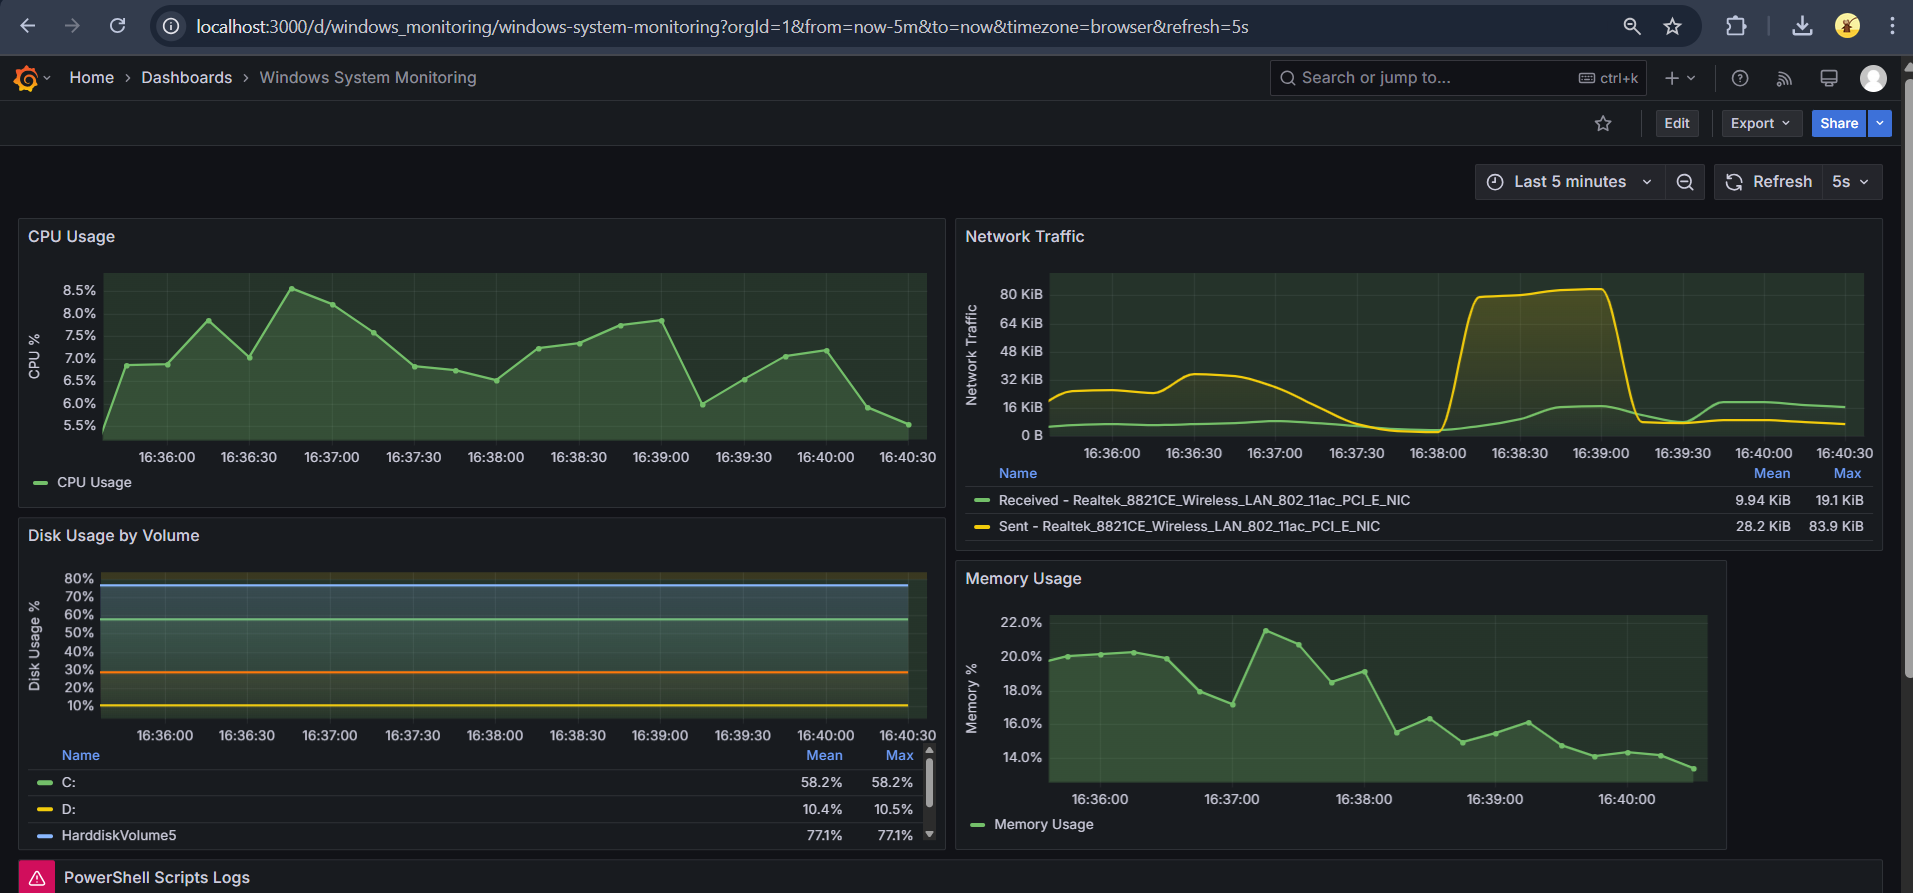 localhost:3000/d/windows_monitoring/windows-system-monitoring?orgId=1&from=now-5m&to=now&timezone=browser&refresh=5s
Home › Dashboards › Windows System Monitoring
Search or jump to... ctrl+k
Edit Export Share
Last 5 minutes Refresh 5s
CPU Usage
CPU %
8.5%
8.0%
7.5%
7.0%
6.5%
6.0%
5.5%
16:36:00 16:36:30 16:37:00 16:37:30 16:38:00 16:38:30 16:39:00 16:39:30 16:40:00 16:40:30
CPU Usage
Network Traffic
Network Traffic
80 KiB
64 KiB
48 KiB
32 KiB
16 KiB
0 B
16:36:00 16:36:30 16:37:00 16:37:30 16:38:00 16:38:30 16:39:00 16:39:30 16:40:00 16:40:30
Name Mean Max
Received - Realtek_8821CE_Wireless_LAN_802_11ac_PCI_E_NIC 9.94 KiB 19.1 KiB
Sent - Realtek_8821CE_Wireless_LAN_802_11ac_PCI_E_NIC 28.2 KiB 83.9 KiB
Disk Usage by Volume
Disk Usage %
80%
70%
60%
50%
40%
30%
20%
10%
16:36:00 16:36:30 16:37:00 16:37:30 16:38:00 16:38:30 16:39:00 16:39:30 16:40:00 16:40:30
Name Mean Max
C: 58.2% 58.2%
D: 10.4% 10.5%
HarddiskVolume5 77.1% 77.1%
Memory Usage
Memory %
22.0%
20.0%
18.0%
16.0%
14.0%
16:36:00 16:37:00 16:38:00 16:39:00 16:40:00
Memory Usage
PowerShell Scripts Logs